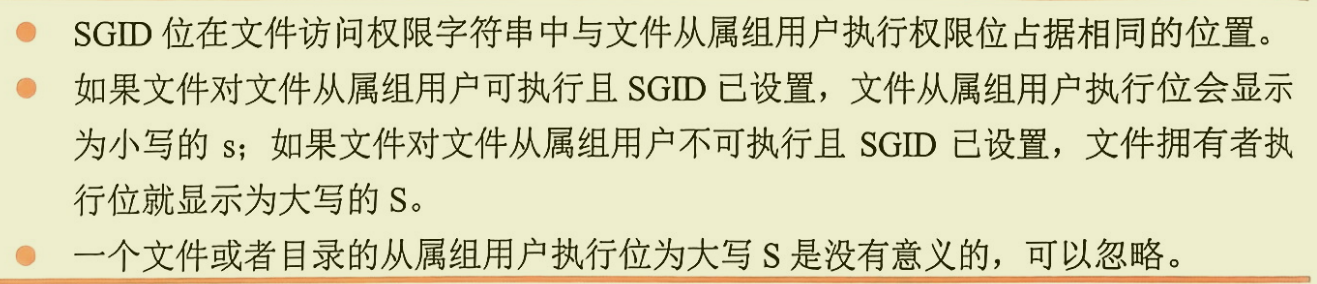 SGID 位在文件访问权限字符串中与文件从属组用户执行权限位占据相同的位置。
如果文件对文件从属组用户可执行且 SGID 已设置，文件从属组用户执行位会显示
为小写的 s；如果文件对文件从属组用户不可执行且 SGID 已设置，文件拥有者执
行位就显示为大写的 S。
一个文件或者目录的从属组用户执行位为大写 S 是没有意义的，可以忽略。